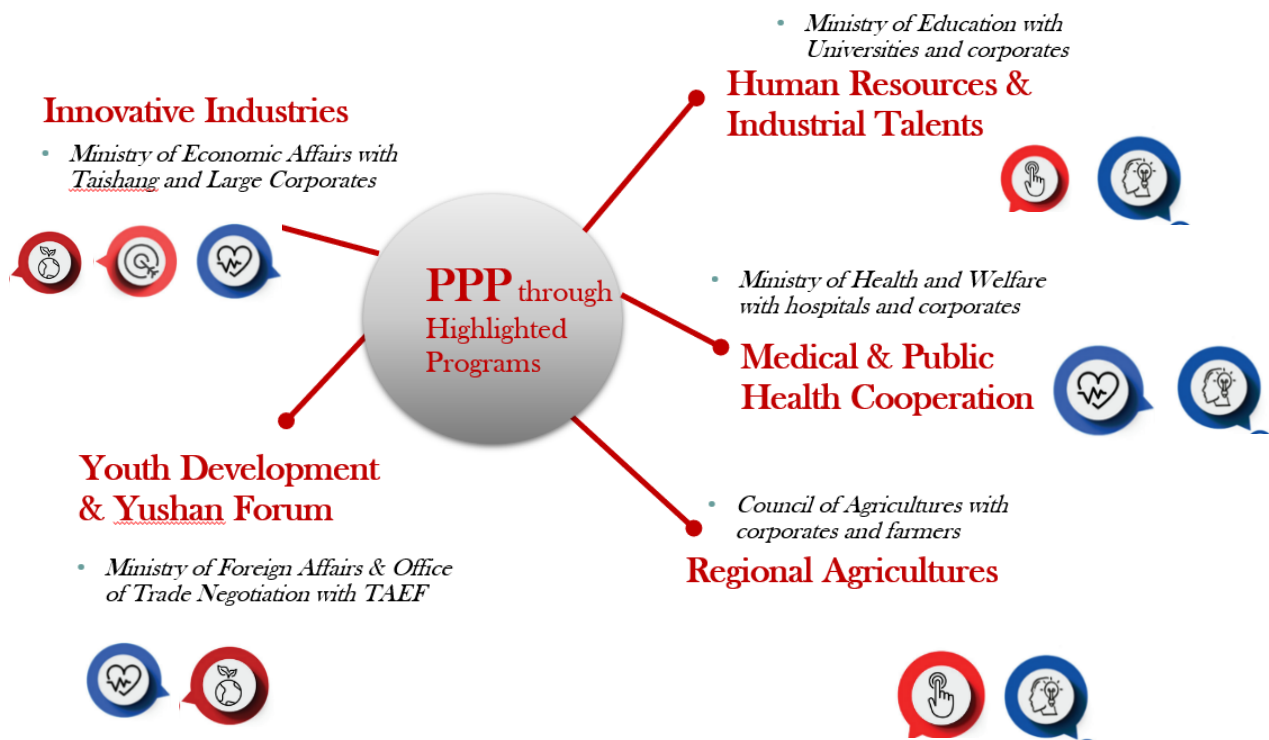 Innovative Industries
• Ministry of Economic Affairs with
Taishang and Large Corporates
• Ministry of Education with
Universities and corporates
Human Resources &
Industrial Talents
PPP through
Highlighted
Programs
• Ministry of Health and Welfare
with hospitals and corporates
Medical & Public
Health Cooperation
Youth Development
& Yushan Forum
• Ministry of Foreign Affairs & Office
of Trade Negotiation with TAEF
• Council of Agricultures with
corporates and farmers
Regional Agricultures